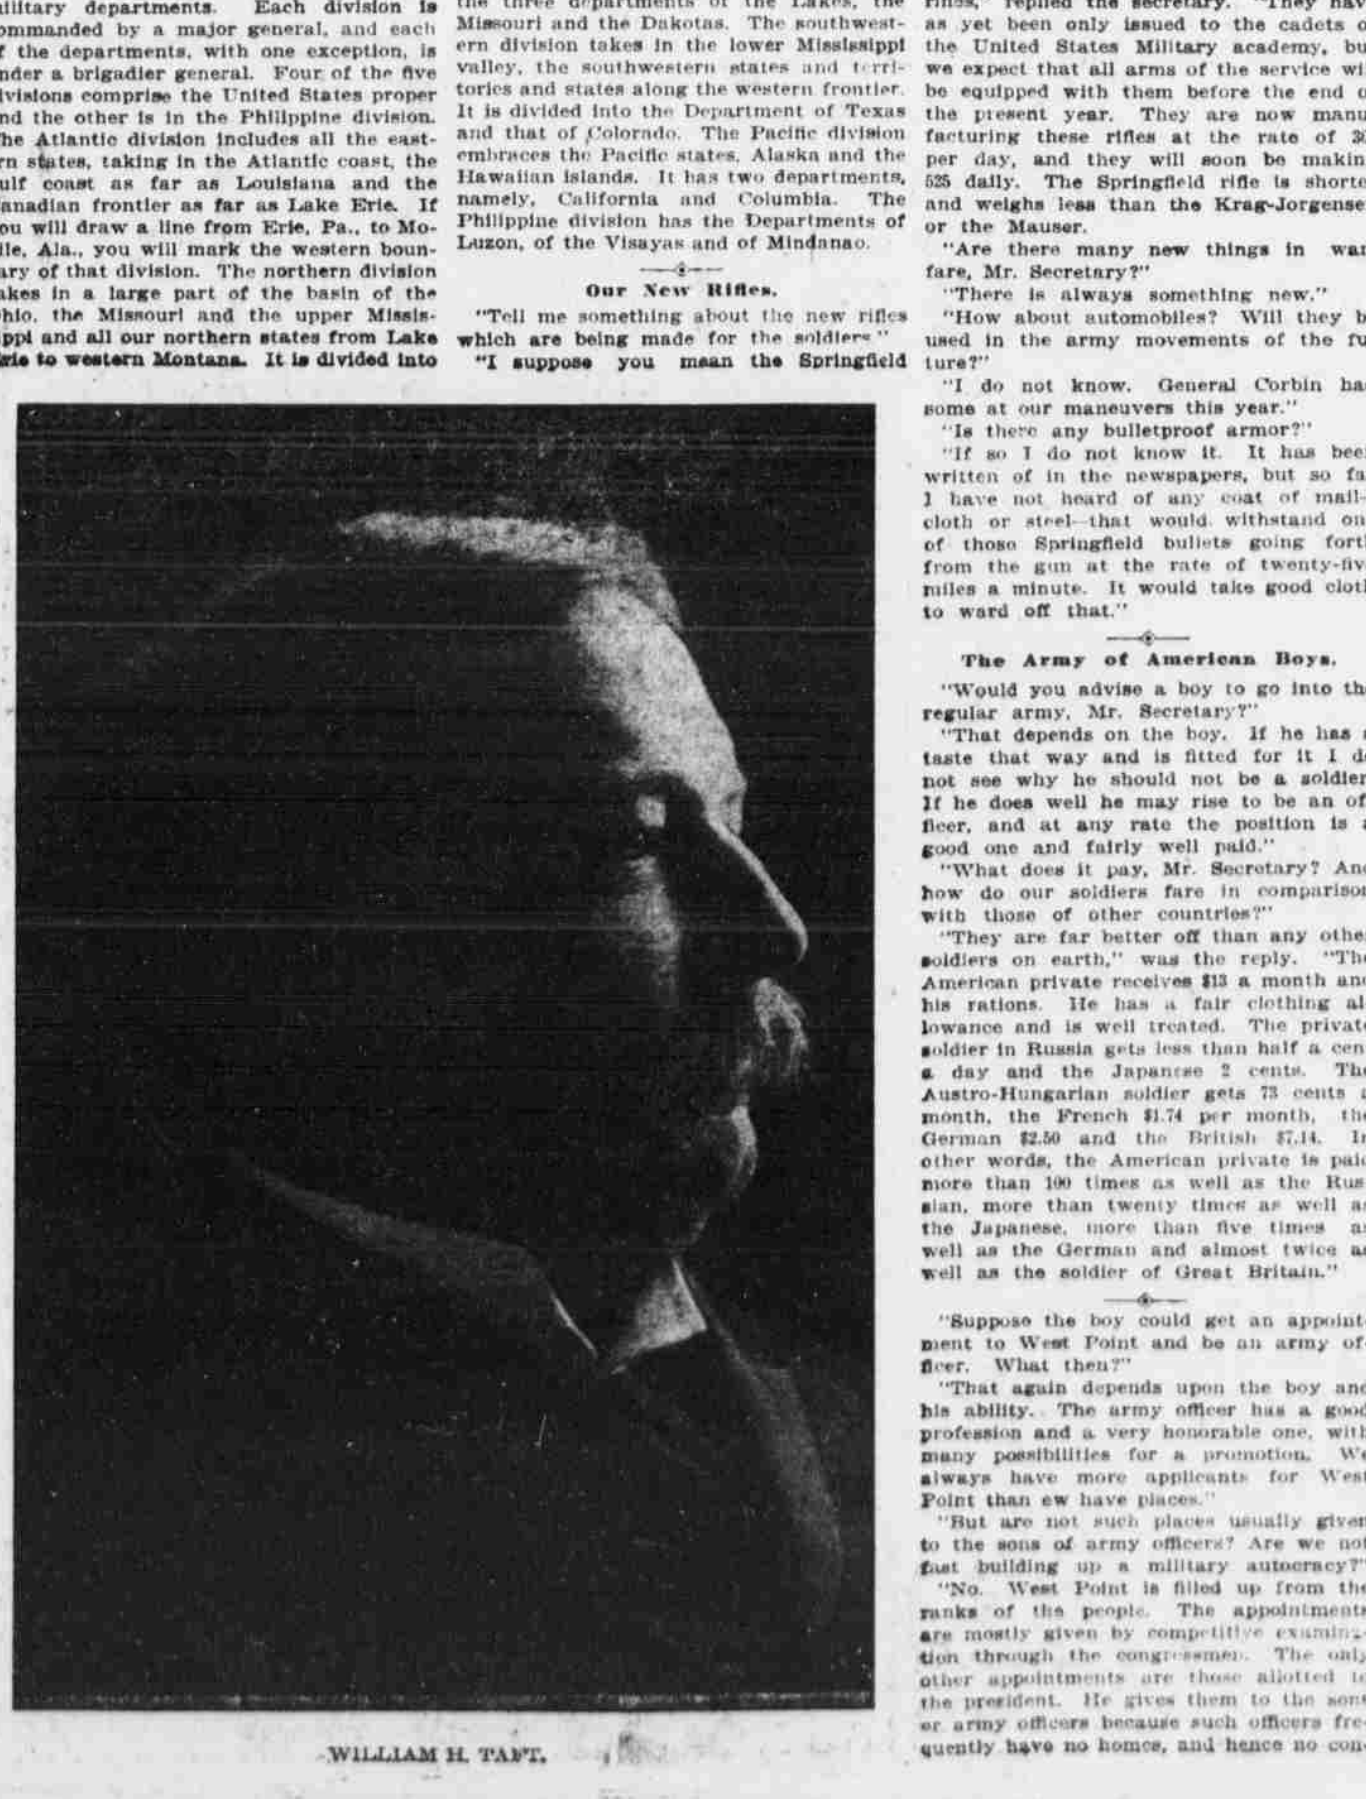 military departments. Each division is
commanded by a major general, and each
of the departments, with one exception, is
under a brigadier general. Four of the five
divisions comprise the United States proper
and the other is in the Philippine division.
The Atlantic division includes all the east-
ern states, taking in the Atlantic coast, the
gulf coast as far as Louisiana and the
Canadian frontier as far as Lake Erie. If
you will draw a line from Erie, Pa., to Mo-
bile, Ala., you will mark the western boun-
dary of that division. The northern division
takes in a large part of the basin of the
Ohio, the Missouri and the upper Missis-
sippi and all our northern states from Lake
Erie to western Montana. It is divided into
the three departments of the Lakes, the
Missouri and the Dakotas. The southwest-
ern division takes in the lower Mississippi
valley, the southwestern states and terri-
tories and states along the western frontier.
It is divided into the Department of Texas
and that of Colorado. The Pacific division
embraces the Pacific states, Alaska and the
Hawaiian islands. It has two departments,
namely, California and Columbia. The
Philippine division has the Departments of
Luzon, of the Visayas and of Mindanao.
Our New Rifles.
"Tell me something about the new rifles
which are being made for the soldiers"
"I suppose you mean the Springfield
rifles," replied the secretary. "They have
as yet been only issued to the cadets of
the United States Military academy, but
we expect that all arms of the service will
be equipped with them before the end of
the present year. They are now manu-
facturing these rifles at the rate of
per day, and they will soon be making
525 daily. The Springfield rifle is shorter
and weighs less than the Krag-Jorgensen
or the Mauser.
"Are there many new things in war-
fare, Mr. Secretary?"
"There is always something new."
"How about automobiles? Will they be
used in the army movements of the fu-
ture?"
"I do not know. General Corbin has
some at our maneuvers this year."
"Is there any bulletproof armor?"
"If so I do not know it. It has been
written of in the newspapers, but so far
I have not heard of any coat of mail—
cloth or steel—that would withstand one
of those Springfield bullets going forth
from the gun at the rate of twenty-five
miles a minute. It would take good cloth
to ward off that."
The Army of American Boys.
"Would you advise a boy to go into the
regular army, Mr. Secretary?"
"That depends on the boy. If he has a
taste that way and is fitted for it I do
not see why he should not be a soldier.
If he does well he may rise to be an of-
ficer, and at any rate the position is a
good one and fairly well paid."
"What does it pay, Mr. Secretary? And
how do our soldiers fare in comparison
with those of other countries?"
"They are far better off than any other
soldiers on earth," was the reply. "The
American private receives $13 a month and
his rations. He has a fair clothing al-
lowance and is well treated. The private
soldier in Russia gets less than half a cent
a day and the Japanese 2 cents. The
Austro-Hungarian soldier gets 73 cents a
month, the French $1.74 per month, the
German $2.50 and the British $7.14. In
other words, the American private is paid
more than 100 times as well as the Rus-
sian, more than twenty times as well as
the Japanese, more than five times as
well as the German and almost twice as
well as the soldier of Great Britain."
"Suppose the boy could get an appoint-
ment to West Point and be an army of-
ficer. What then?"
"That again depends upon the boy and
his ability. The army officer has a good
profession and a very honorable one, with
many possibilities for a promotion. We
always have more applicants for West
Point than ew have places."
"But are not such places usually given
to the sons of army officers? Are we not
fast building up a military autocracy?"
"No. West Point is filled up from the
ranks of the people. The appointments
are mostly given by competitive examina-
tion through the congressmen. The only
other appointments are those allotted to
the president. He gives them to the sons
or army officers because such officers fre-
quently have no homes, and hence no con-
WILLIAM H. TAFT.